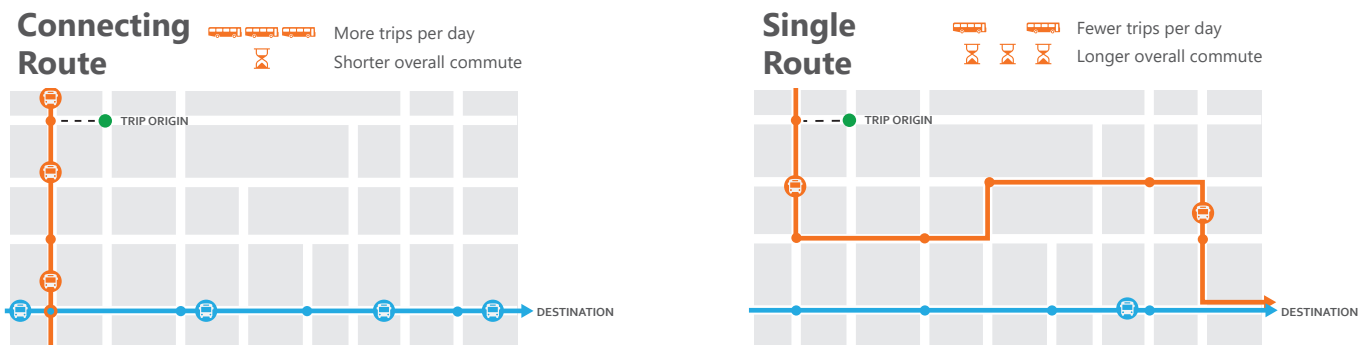 Connecting
Route
More trips per day
Shorter overall commute
TRIP ORIGIN
DESTINATION
Single
Route
Fewer trips per day
Longer overall commute
TRIP ORIGIN
DESTINATION